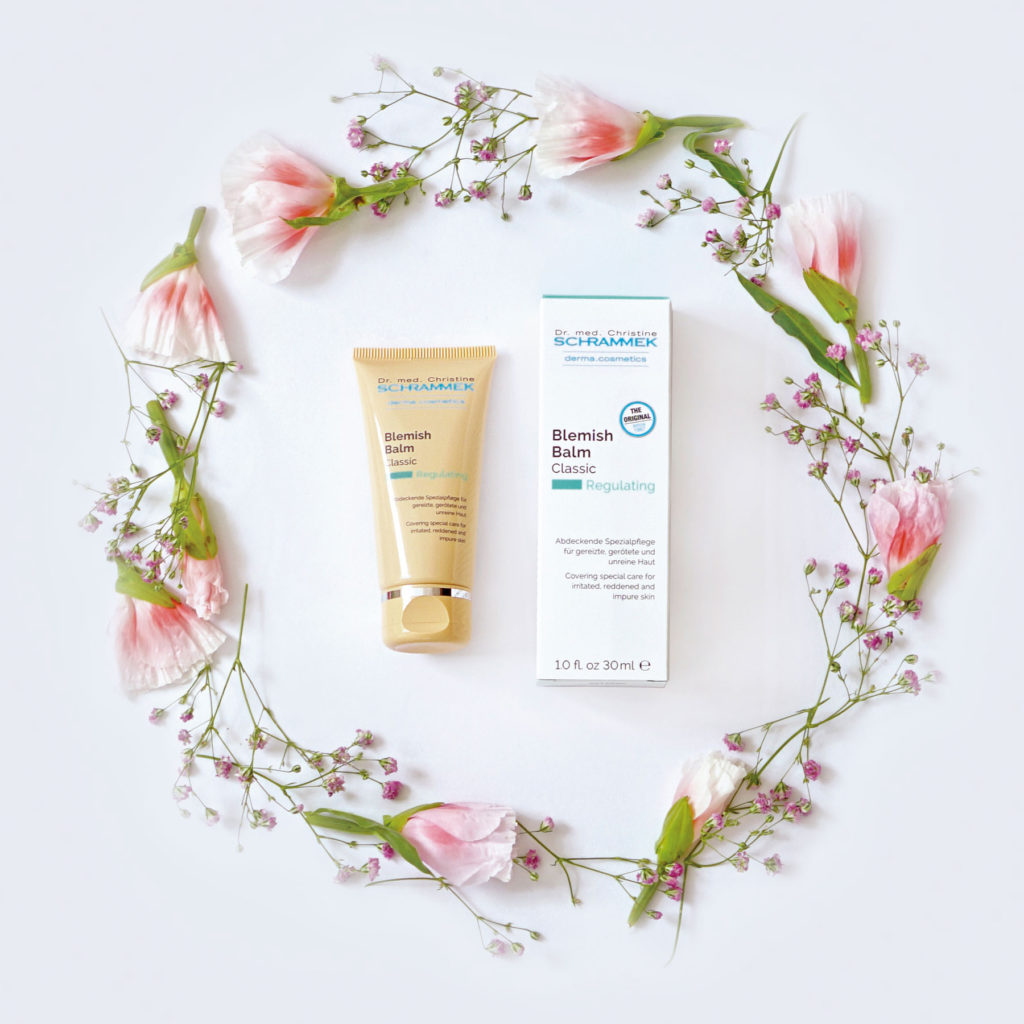 Dr. med. Christine
SCHRAMMEK
derma.cosmetics
Blemish
Balm
Classic
Regulating
Abdeckende Spezialpflege für
gereizte, gerötete und
unreine Haut
Covering special care for
irritated, reddened and
impure skin
Dr. med. Christine
SCHRAMMEK
derma.cosmetics
THE
ORIGINAL
Blemish
Balm
Classic
Regulating
Abdeckende Spezialpflege
für gereizte, gerötete und
unreine Haut
Covering special care for
irritated, reddened and
impure skin
1.0 fl. oz 30 ml ℮